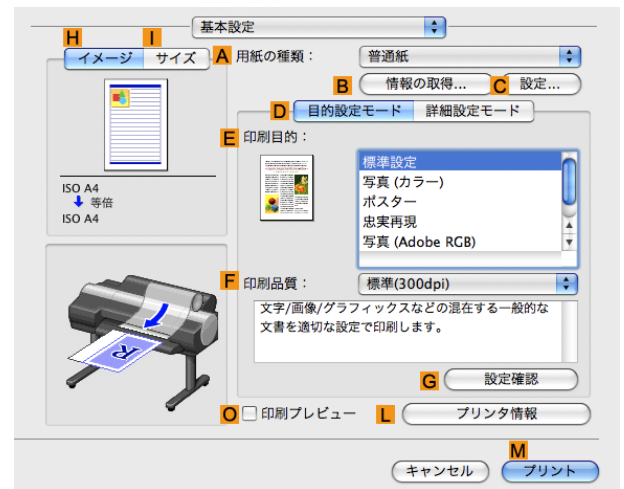 基本設定
H
I
イメージ サイズ
A 用紙の種類： 普通紙
B 情報の取得... C 設定...
D 目的設定モード 詳細設定モード
E 印刷目的：
標準設定
写真 (カラー)
ポスター
忠実再現
写真 (Adobe RGB)
ISO A4
等倍
ISO A4
F 印刷品質： 標準(300dpi)
文字/画像/グラフィックスなどの混在する一般的な
文書を適切な設定で印刷します。
G 設定確認
O 印刷プレビュー L プリンタ情報
M
キャンセル プリント
R